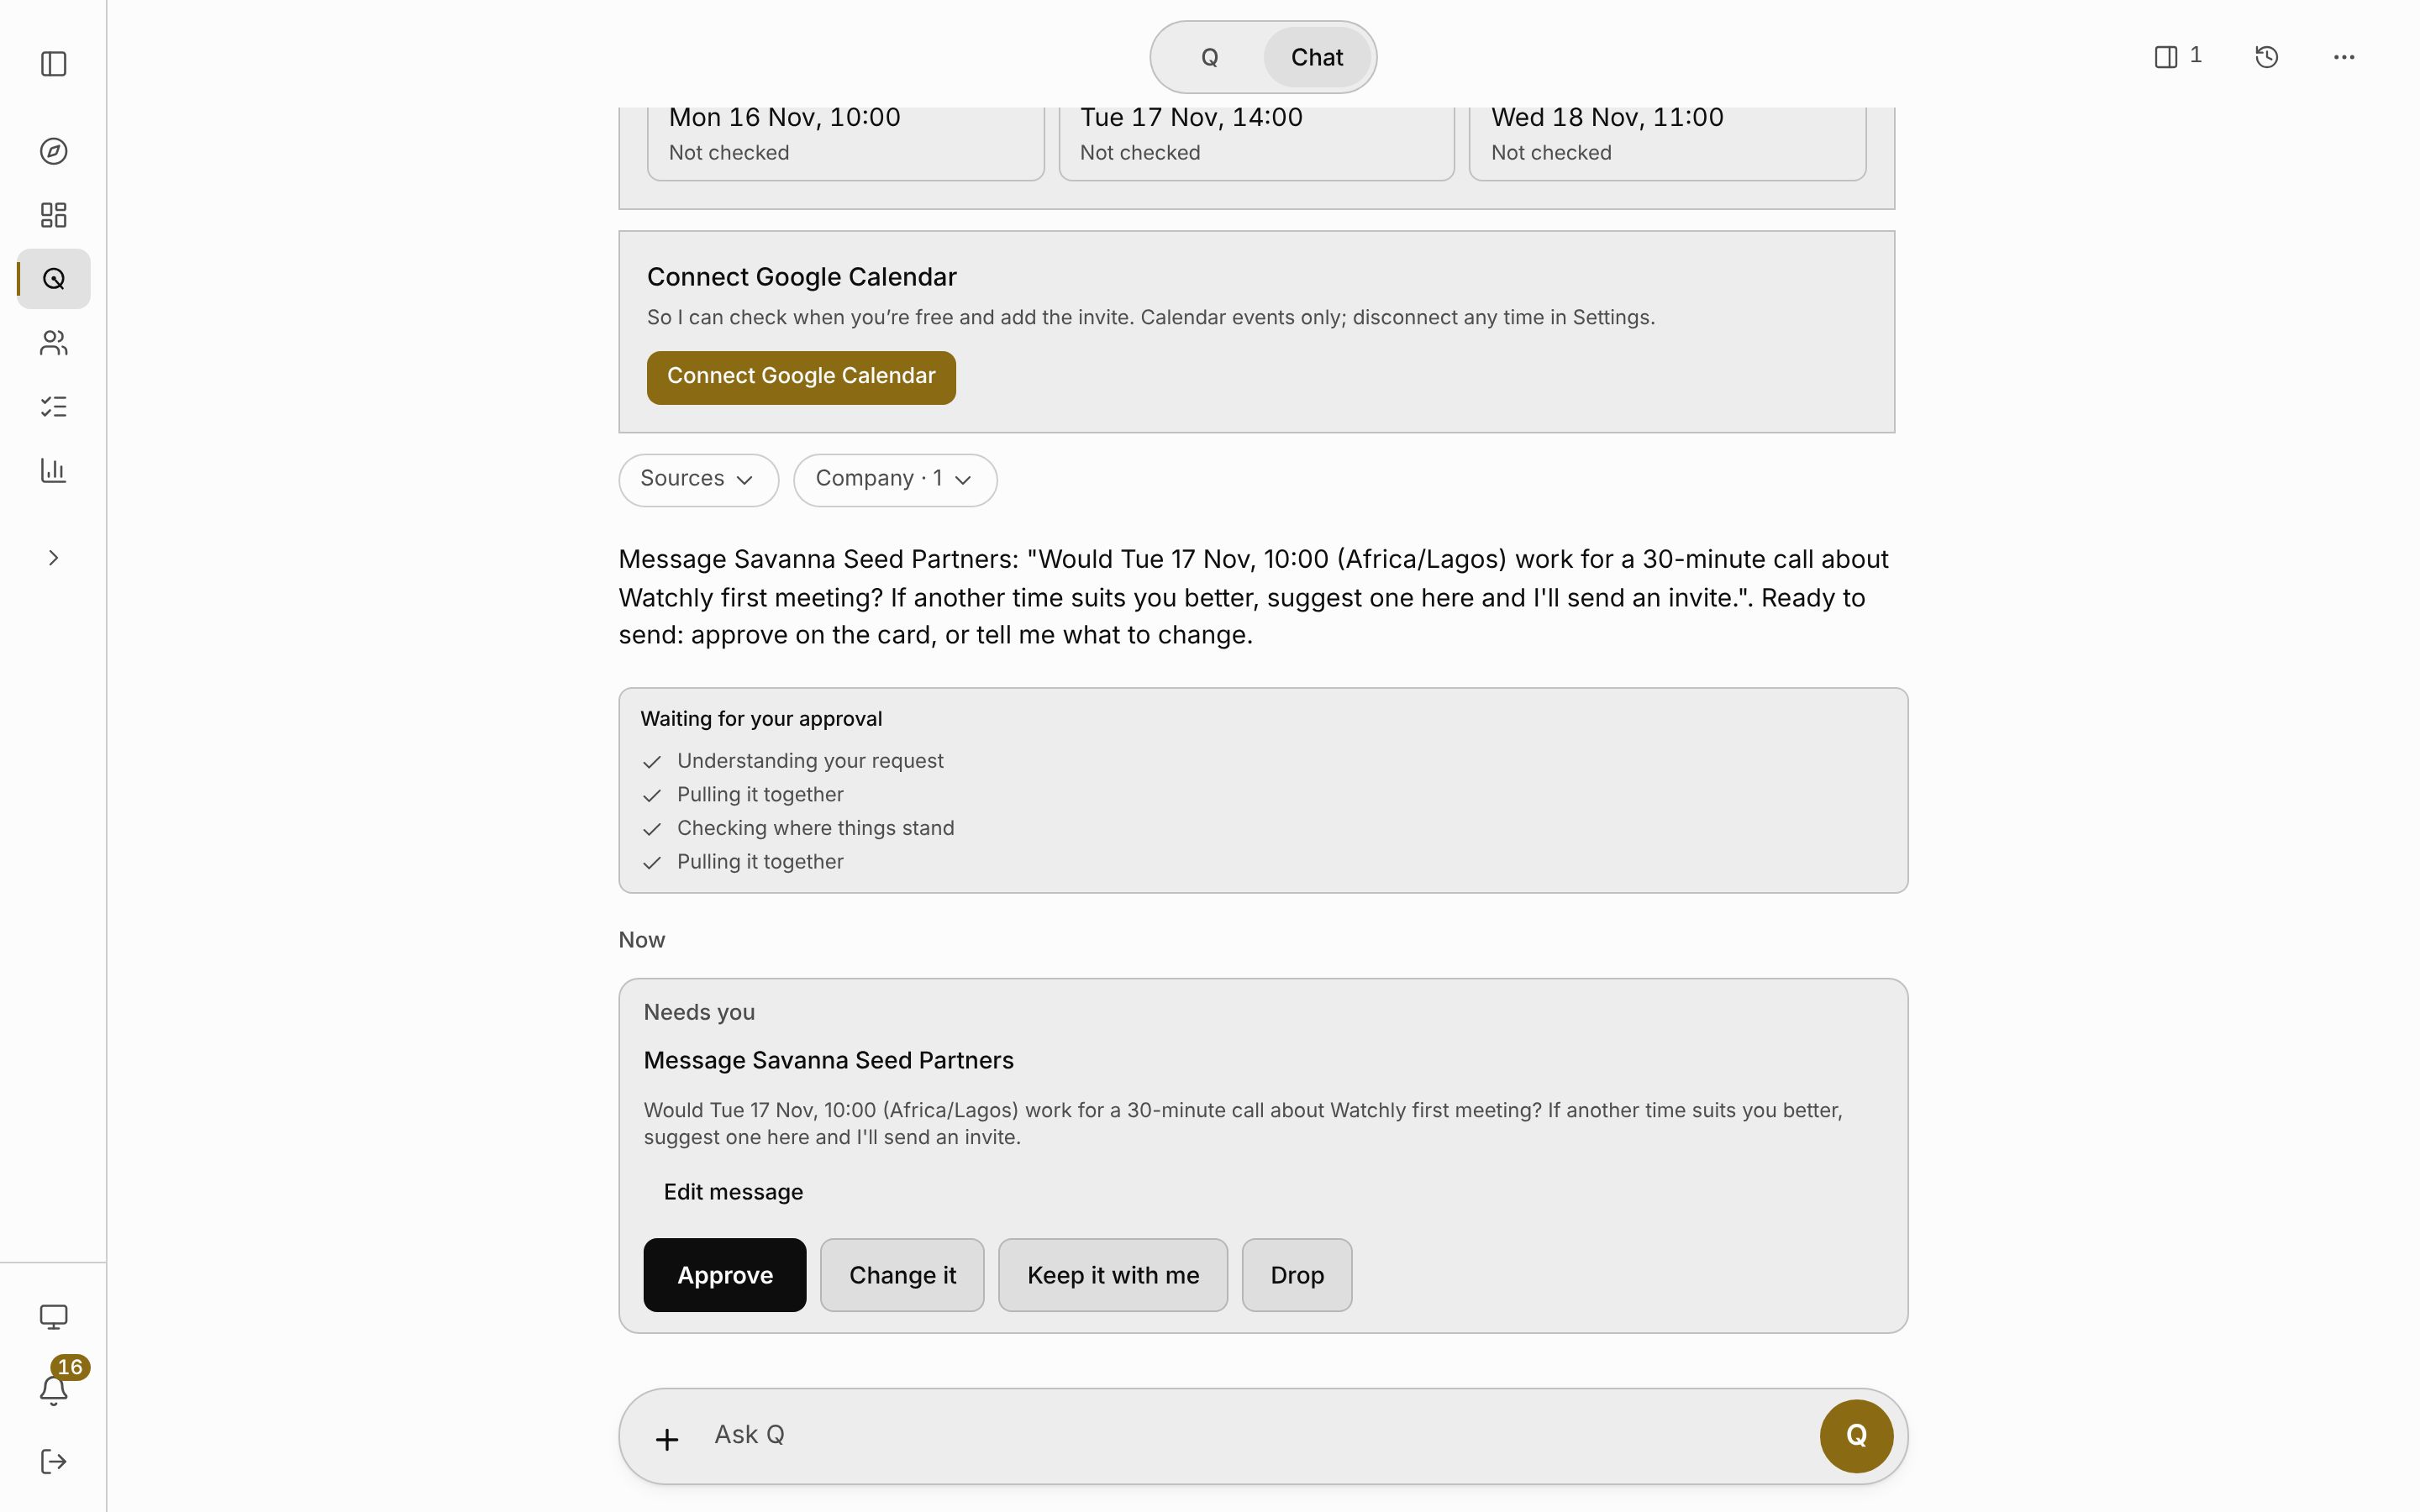 Q Chat
1
Mon 16 Nov, 10:00
Not checked
Tue 17 Nov, 14:00
Not checked
Wed 18 Nov, 11:00
Not checked
Connect Google Calendar
So I can check when you’re free and add the invite. Calendar events only; disconnect any time in Settings.
Connect Google Calendar
Sources
Company · 1
Message Savanna Seed Partners: "Would Tue 17 Nov, 10:00 (Africa/Lagos) work for a 30-minute call about
Watchly first meeting? If another time suits you better, suggest one here and I'll send an invite.". Ready to
send: approve on the card, or tell me what to change.
Waiting for your approval
Understanding your request
Pulling it together
Checking where things stand
Pulling it together
Now
Needs you
Message Savanna Seed Partners
Would Tue 17 Nov, 10:00 (Africa/Lagos) work for a 30-minute call about Watchly first meeting? If another time suits you better,
suggest one here and I'll send an invite.
Edit message
Approve
Change it
Keep it with me
Drop
16
Ask Q
Q